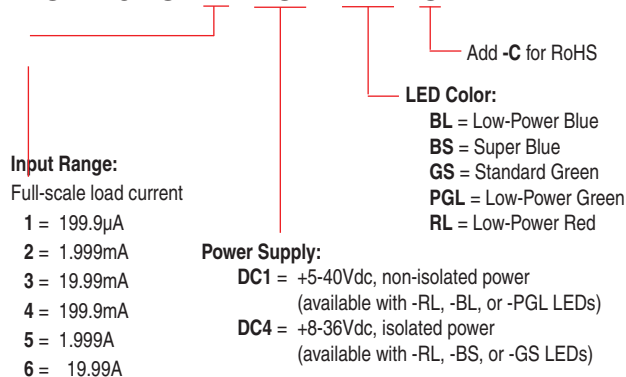 Add -C for RoHS
LED Color:
BL = Low-Power Blue
BS = Super Blue
GS = Standard Green
PGL = Low-Power Green
RL = Low-Power Red
Input Range:
Full-scale load current
1 = 199.9µA
2 = 1.999mA
3 = 19.99mA
4 = 199.9mA
5 = 1.999A
6 = 19.99A
Power Supply:
DC1 = +5-40Vdc, non-isolated power
(available with -RL, -BL, or -PGL LEDs)
DC4 = +8-36Vdc, isolated power
(available with -RL, -BS, or -GS LEDs)